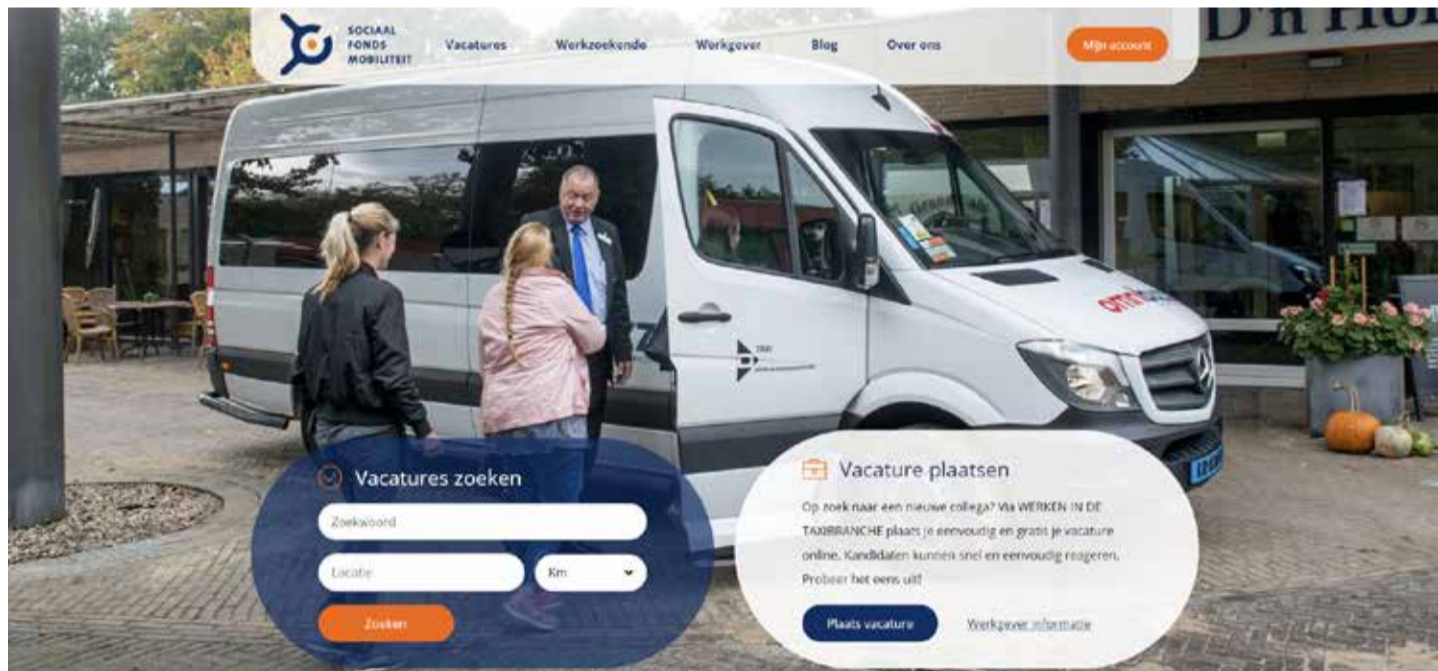 SOCIAAL
FONDS
MOBILITEIT
Vacatures Werkzoekende Werkgever Blog Over ons Mijn account
D'n
TAXI
Vacatures zoeken
Zoekwoord
Locatie Km
Zoeken
Vacature plaatsen
Op zoek naar een nieuwe collega? Via WERKEN IN DE
TAXIBRANCHE plaats je eenvoudig en gratis je vacature
online. Kandidaten kunnen snel en eenvoudig reageren.
Probeer het eens uit!
Plaats vacature Werkgever informatie